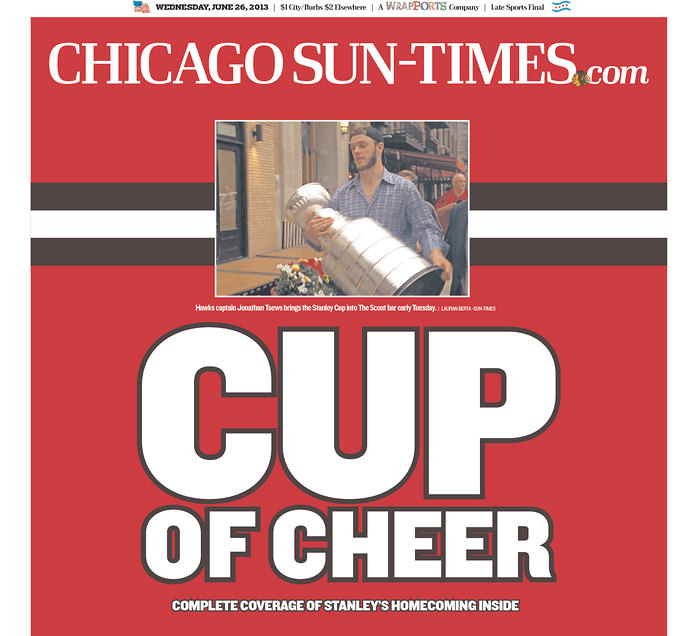 WEDNESDAY, JUNE 26, 2013 | $1 City/Burbs $2 Elsewhere | A WRAPPORTS Company | Late Sports Final
CHICAGO SUN-TIMES.com
Hawks captain Jonathan Toews brings the Stanley Cup into The Scout bar early Tuesday. | LAURAN BERTA-SUN-TIMES
CUP
OF CHEER
COMPLETE COVERAGE OF STANLEY'S HOMECOMING INSIDE